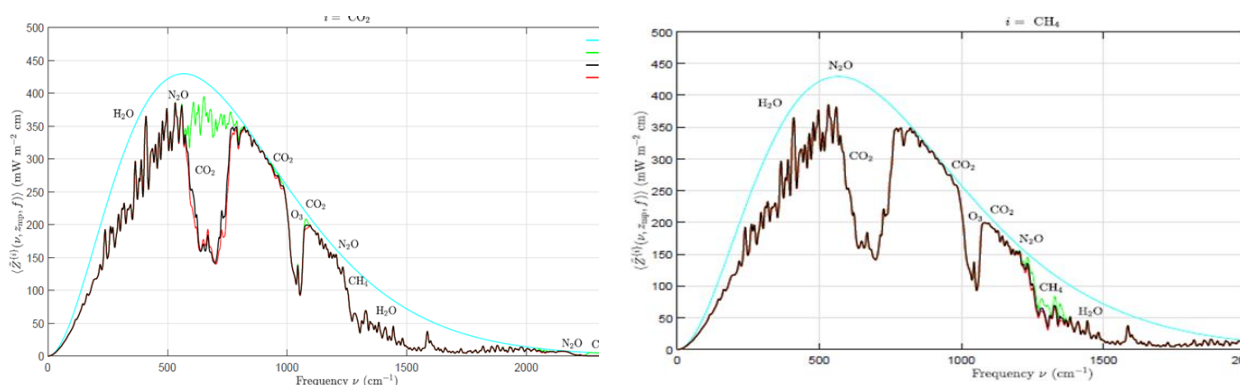 i = CO₂
500
450
400
350
300
250
200
150
100
50
0
⟨Z̃^{i}(ν, z_mp, f)⟩ (mW m⁻² cm)
H₂O
N₂O
CO₂
CO₂
O₃
CO₂
N₂O
CH₄
H₂O
N₂O
C
0
500
1000
1500
2000
Frequency ν (cm⁻¹)
i = CH₄
500
450
400
350
300
250
200
150
100
50
0
⟨Z̃^{i}(ν, z_mp, f)⟩ (mW m⁻² cm)
H₂O
N₂O
CO₂
CO₂
O₃
CO₂
N₂O
CH₄
H₂O
0
500
1000
1500
Frequency ν (cm⁻¹)